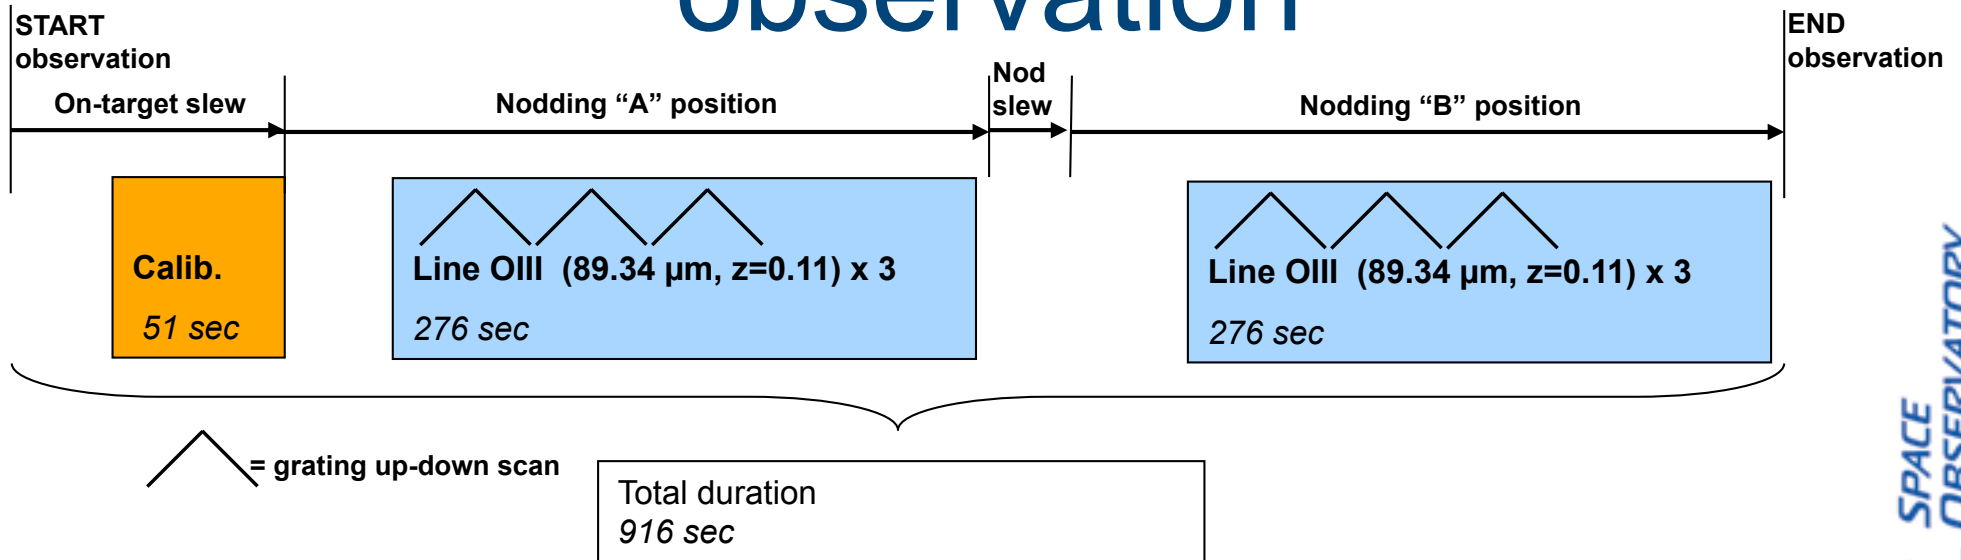 observation
START
observation
END
observation
On-target slew
Nodding “A” position
Nod
slew
Nodding “B” position
Calib.
51 sec
Line OIII (89.34 µm, z=0.11) x 3
276 sec
Line OIII (89.34 µm, z=0.11) x 3
276 sec
= grating up-down scan
Total duration
916 sec
SPACE
OBSERVATORY